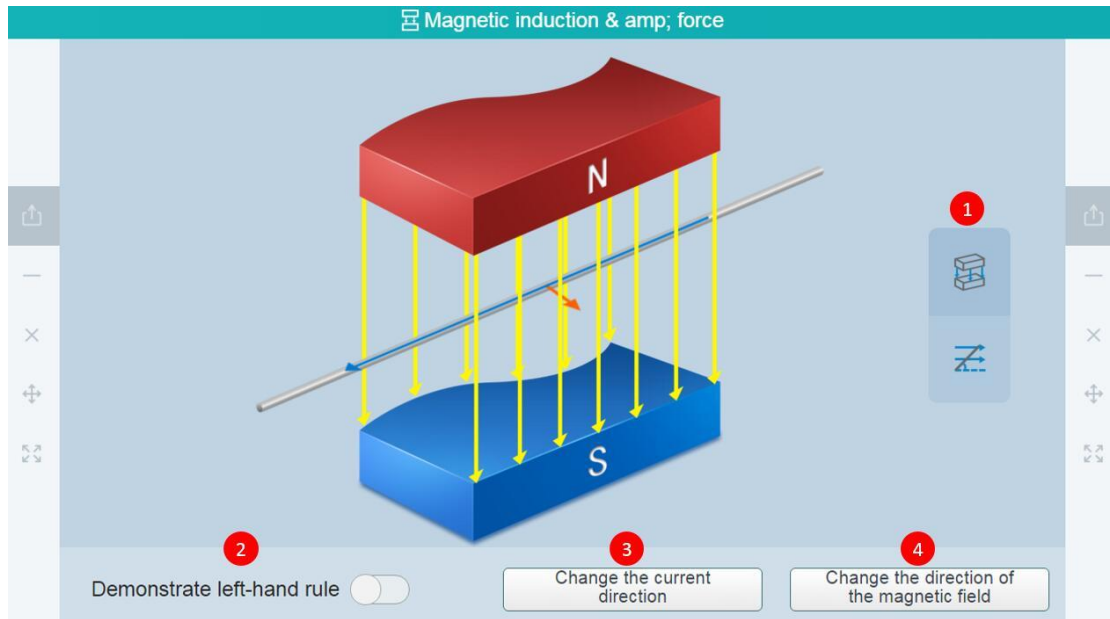 Magnetic induction & amp; force
N
1
S
2
3
4
Demonstrate left-hand rule
Change the current
direction
Change the direction of
the magnetic field